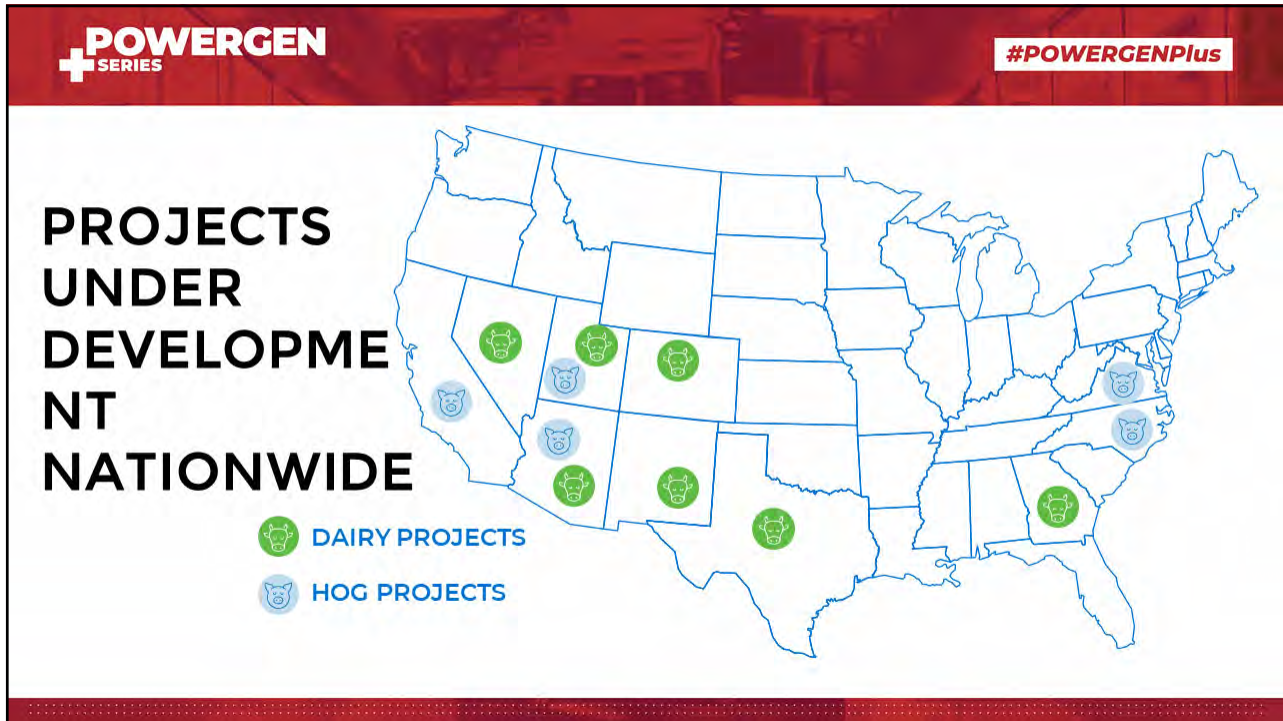 POWERGEN
SERIES
#POWERGENPlus
PROJECTS
UNDER
DEVELOPME
NT
NATIONWIDE
DAIRY PROJECTS
HOG PROJECTS